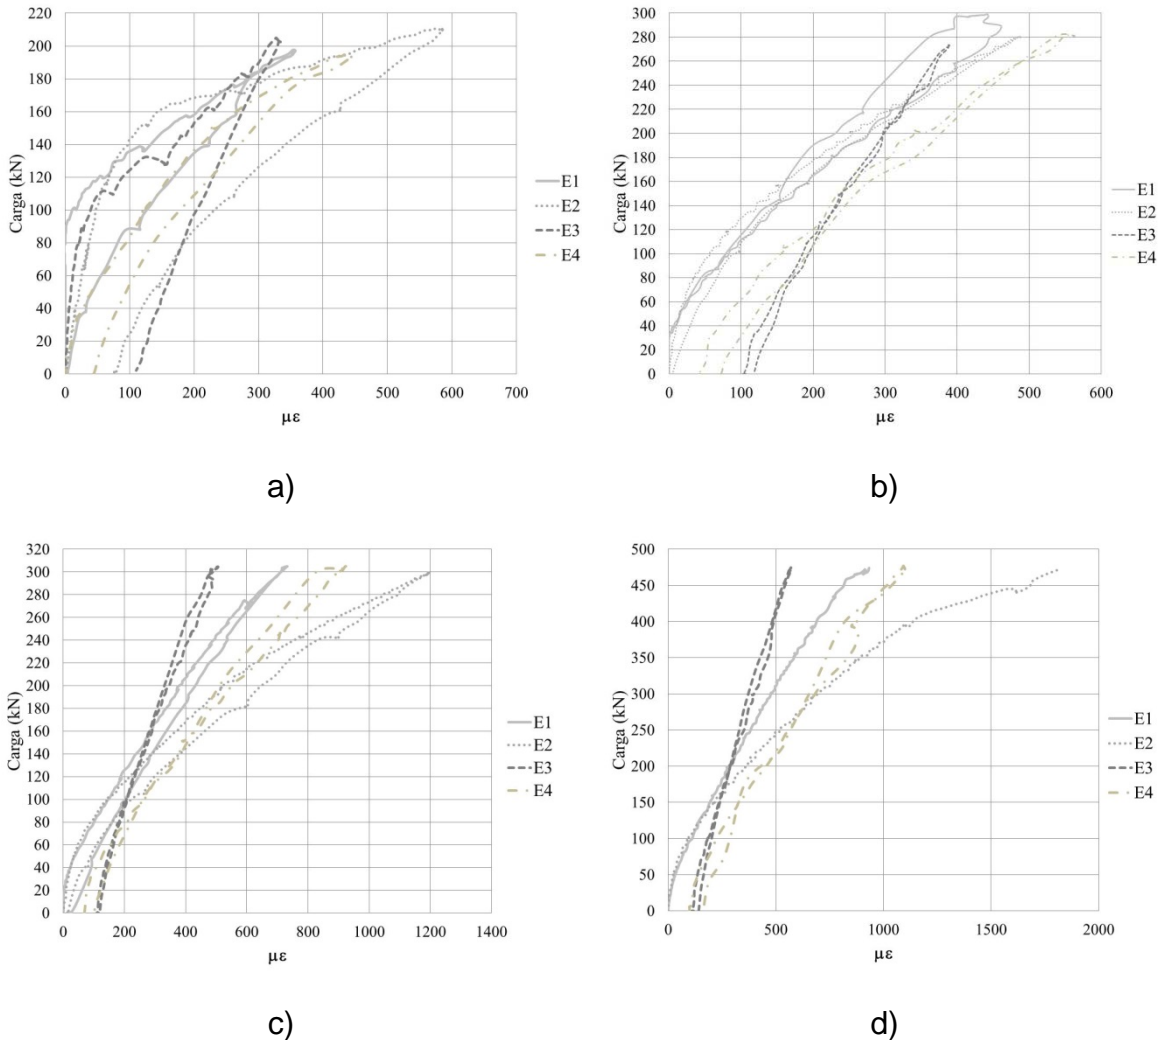 220
200
180
160
140
120
100
80
60
40
20
0
Carga (kN)
0 100 200 300 400 500 600 700
με
E1
E2
E3
E4
a)
300
280
260
240
220
200
180
160
140
120
100
80
60
40
20
0
Carga (kN)
0 100 200 300 400 500 600
με
E1
E2
E3
E4
b)
320
300
280
260
240
220
200
180
160
140
120
100
80
60
40
20
0
Carga (kN)
0 200 400 600 800 1000 1200 1400
με
E1
E2
E3
E4
c)
500
450
400
350
300
250
200
150
100
50
0
Carga (kN)
0 500 1000 1500 2000
με
E1
E2
E3
E4
d)